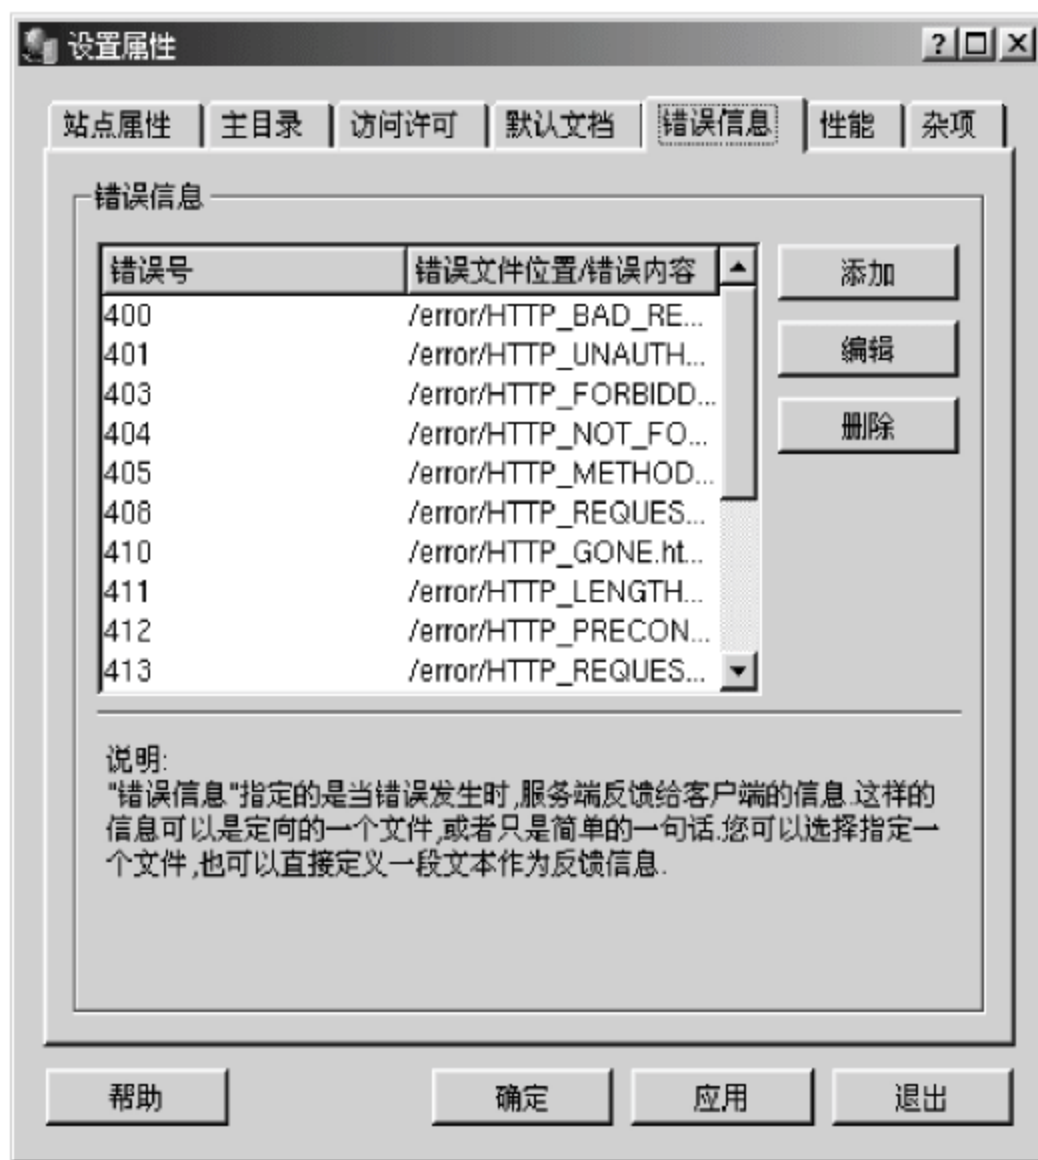 设置属性
站点属性 主目录 访问许可 默认文档 错误信息 性能 杂项
错误信息
错误号 错误文件位置/错误内容
400 /error/HTTP_BAD_RE...
401 /error/HTTP_UNAUTH...
403 /error/HTTP_FORBIDD...
404 /error/HTTP_NOT_FO...
405 /error/HTTP_METHOD...
408 /error/HTTP_REQUES...
410 /error/HTTP_GONE.ht...
411 /error/HTTP_LENGTH...
412 /error/HTTP_PRECON...
413 /error/HTTP_REQUES...
添加
编辑
删除
说明:
"错误信息"指定的是当错误发生时,服务端反馈给客户端的信息.这样的
信息可以是定向的一个文件,或者只是简单的一句话.您可以选择指定一
个文件,也可以直接定义一段文本作为反馈信息.
帮助 确定 应用 退出